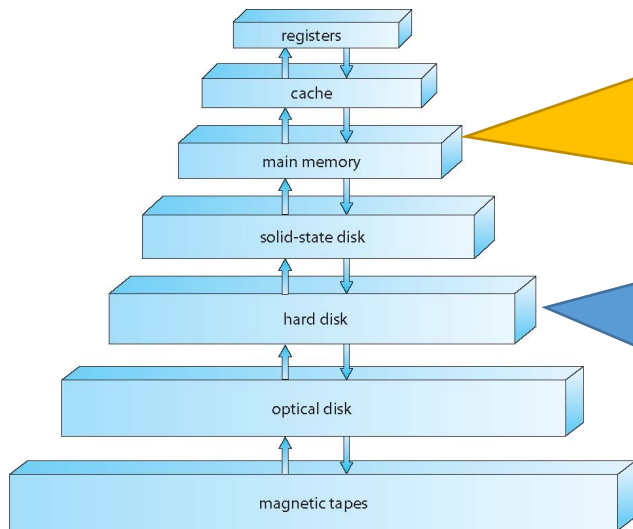 registers
cache
main memory
solid-state disk
hard disk
optical disk
magnetic tapes